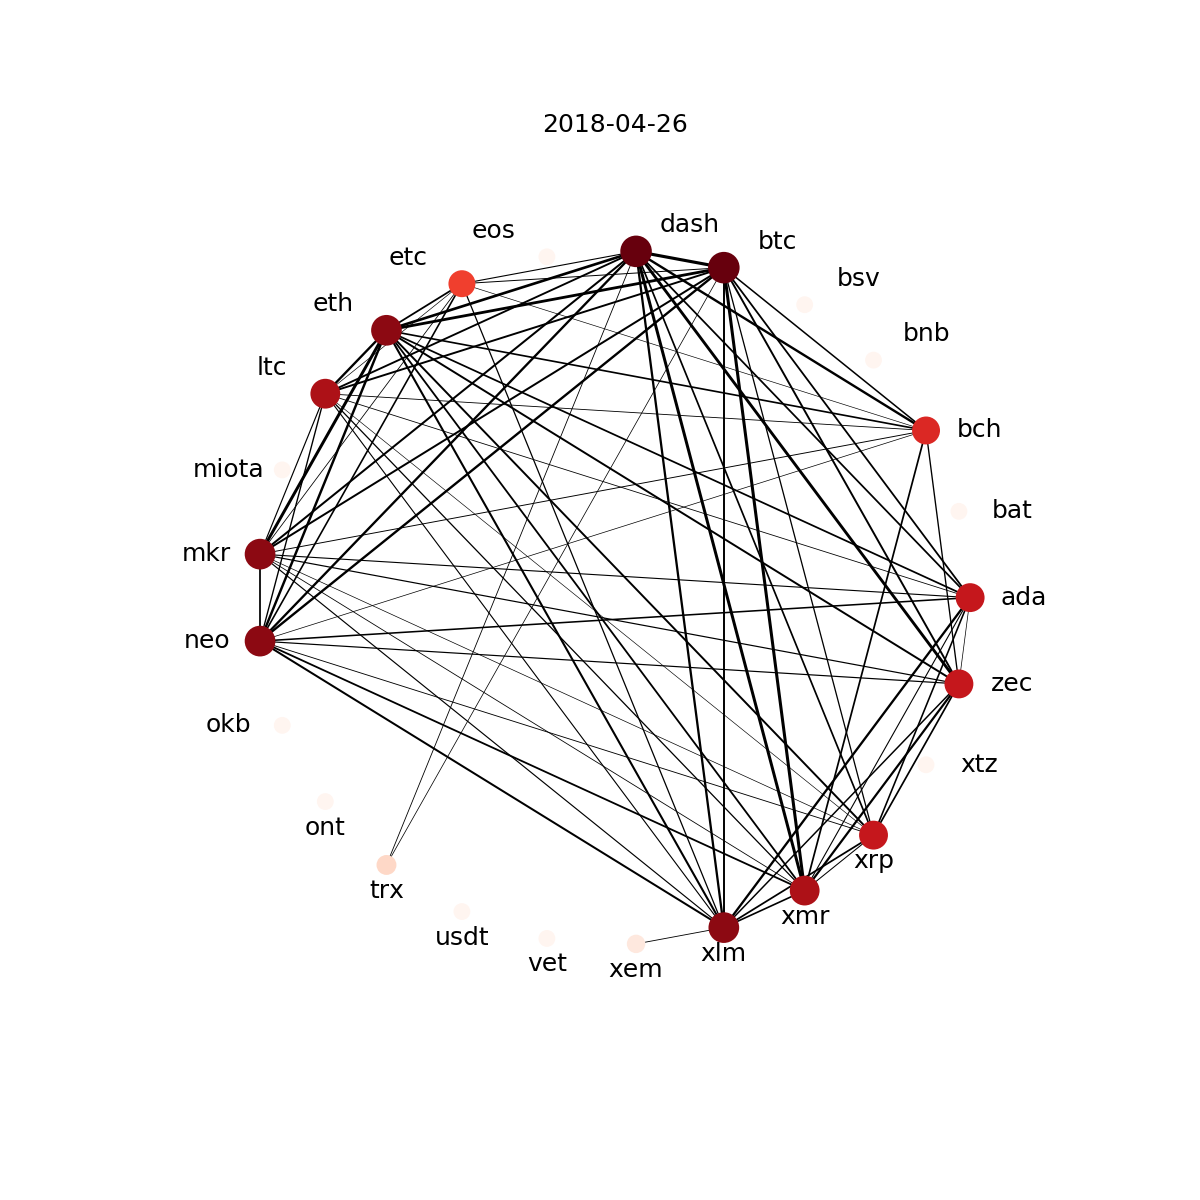 2018-04-26
dash
eos
btc
etc
bsv
eth
bnb
ltc
bch
miota
bat
mkr
ada
neo
zec
okb
xtz
ont
xrp
trx
xmr
usdt
xlm
vet
xem